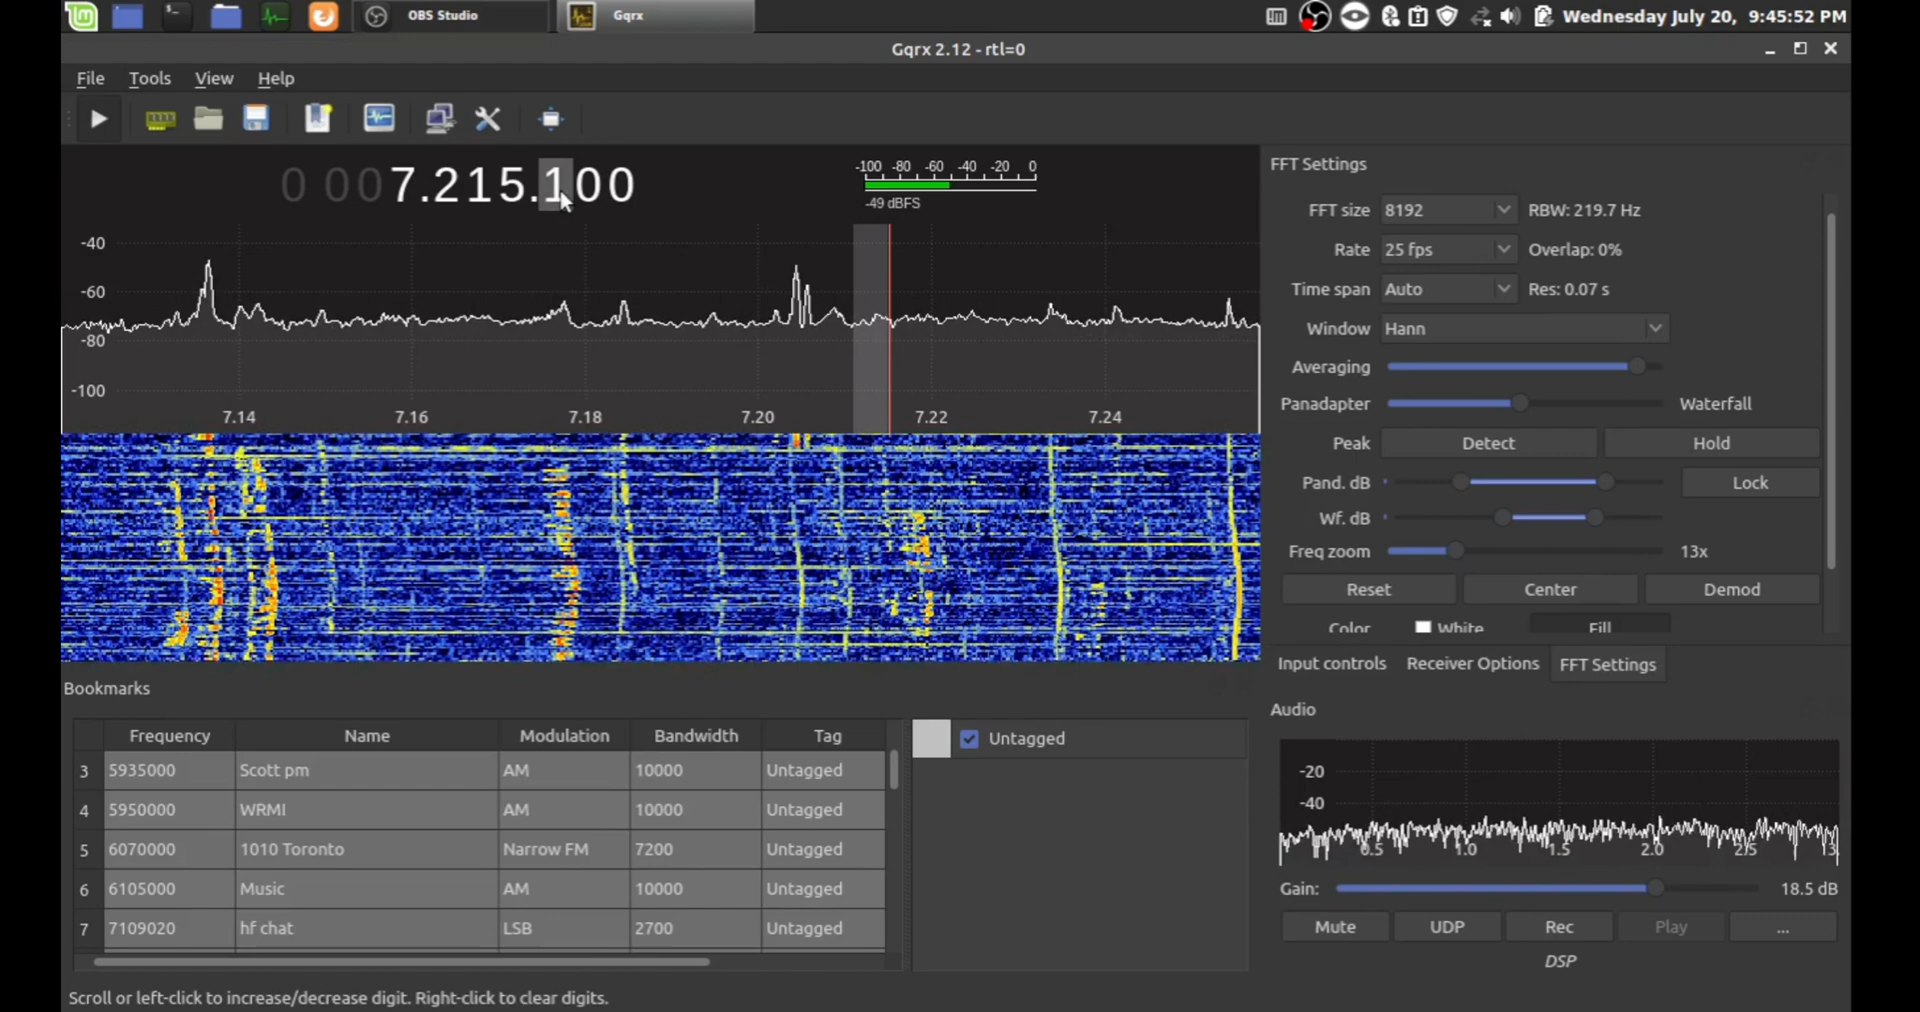 OBS Studio
Gqrx
Wednesday July 20, 9:45:52 PM
Gqrx 2.12 - rtl=0
File Tools View Help
0 007.215.100
-100 -80 -60 -40 -20 0
-49 dBFS
-40
-60
-80
-100
7.14 7.16 7.18 7.20 7.22 7.24
FFT Settings
FFT size 8192 RBW: 219.7 Hz
Rate 25 fps Overlap: 0%
Time span Auto Res: 0.07 s
Window Hann
Averaging
Panadapter Waterfall
Peak Detect Hold
Pand. dB Lock
Wf. dB
Freq zoom 13x
Reset Center Demod
Color White Fill
Input controls Receiver Options FFT Settings
Bookmarks
Frequency Name Modulation Bandwidth Tag
3 5935000 Scott pm AM 10000 Untagged
4 5950000 WRMI AM 10000 Untagged
5 6070000 1010 Toronto Narrow FM 7200 Untagged
6 6105000 Music AM 10000 Untagged
7 7109020 hf chat LSB 2700 Untagged
Untagged
Audio
-20
-40
0.5 1.0 1.5 2.0 2.5 3
Gain: 18.5 dB
Mute UDP Rec Play ...
DSP
Scroll or left-click to increase/decrease digit. Right-click to clear digits.